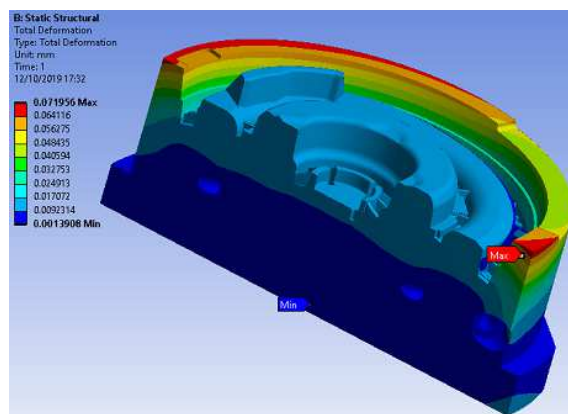 B: Static Structural
Total Deformation
Type: Total Deformation
Unit: mm
Time: 1
12/10/2019 17:32
0.071956 Max
0.064116
0.056275
0.048435
0.040594
0.032753
0.024913
0.017072
0.0092314
0.0013908 Min
Max
Min